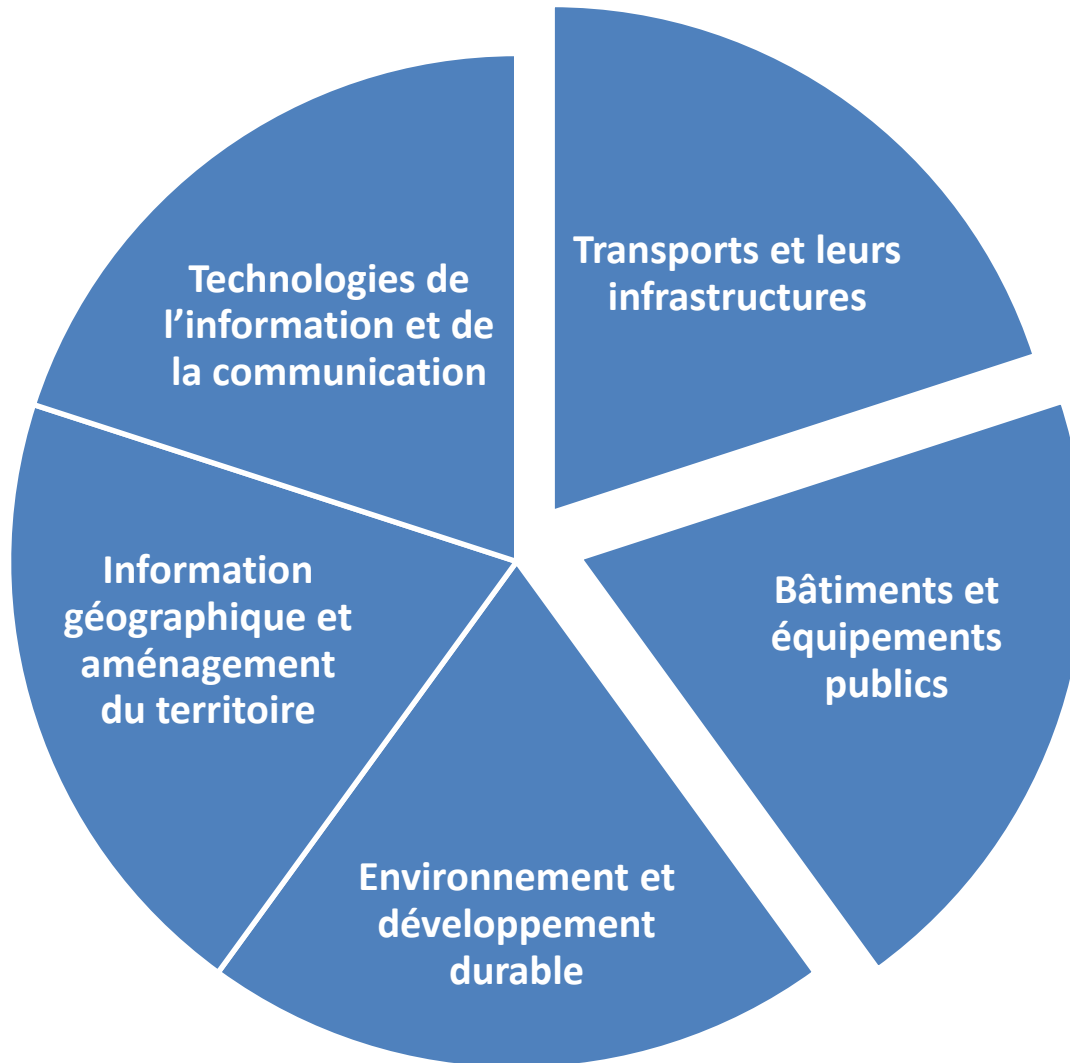 Transports et leurs
infrastructures
Bâtiments et
équipements
publics
Environnement et
développement
durable
Information
géographique et
aménagement
du territoire
Technologies de
l’information et de
la communication